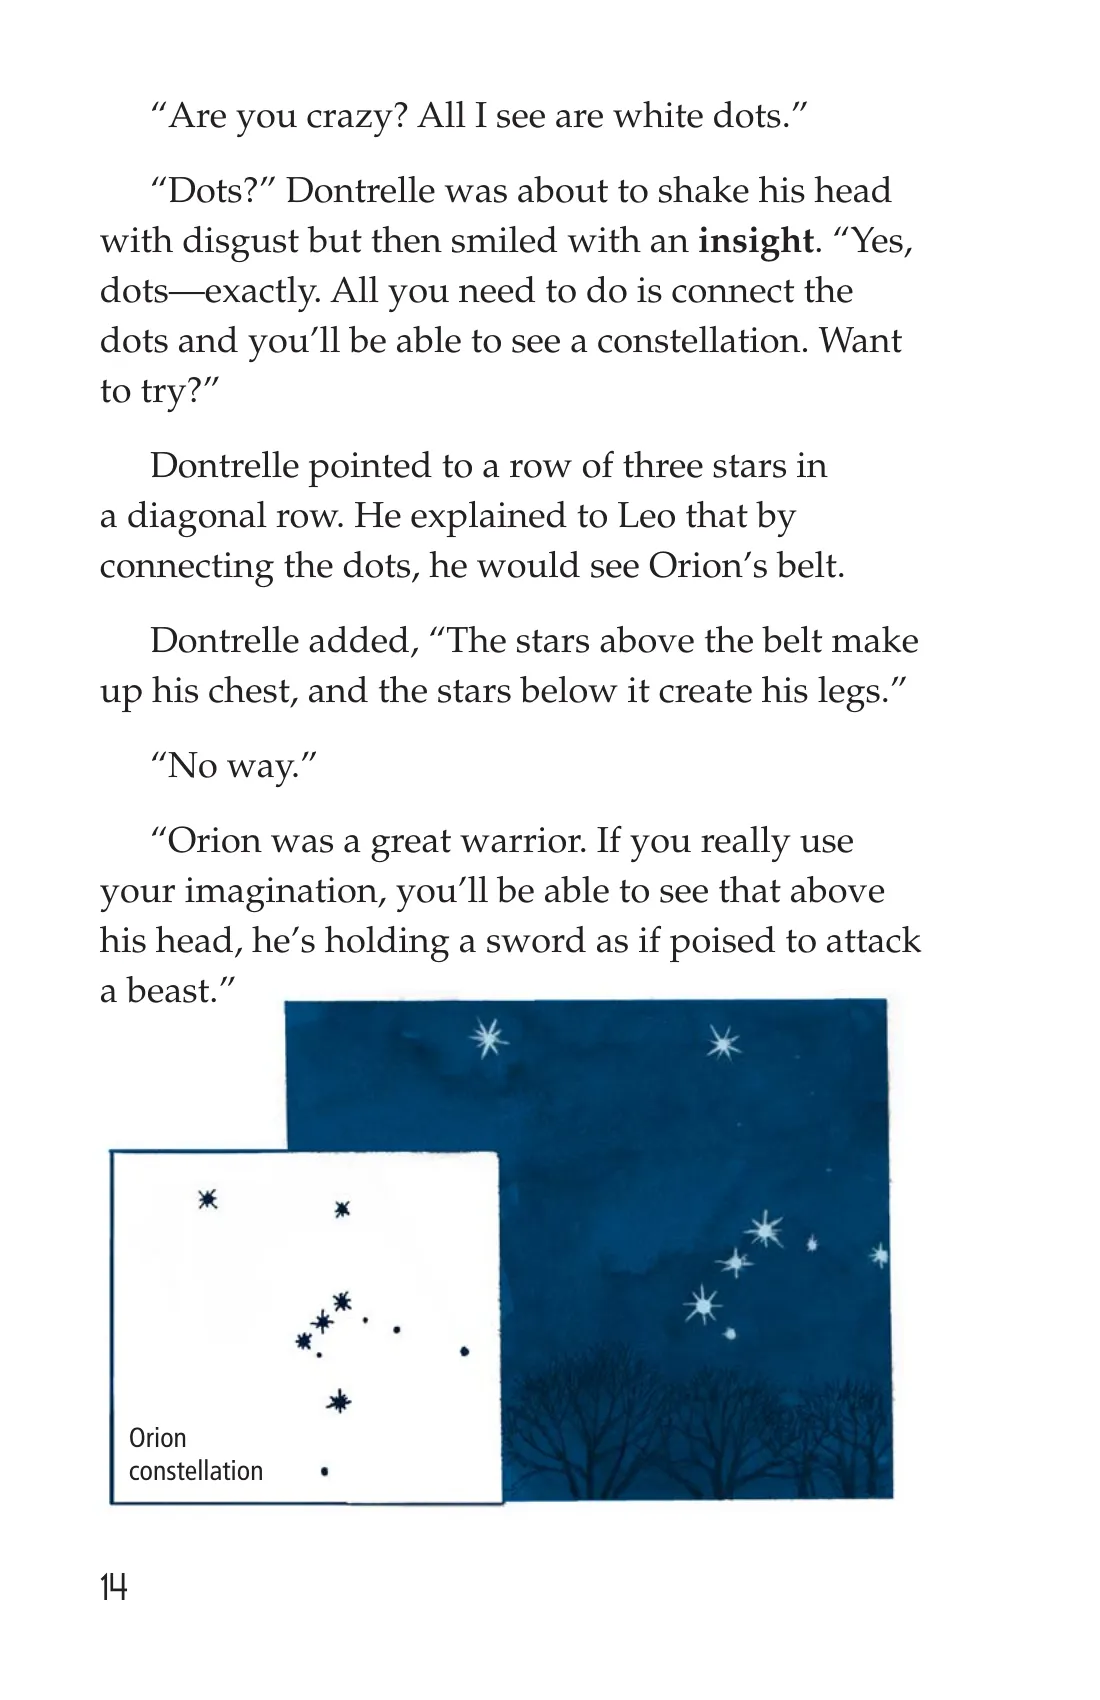 “Are you crazy? All I see are white dots.”
“Dots?” Dontrelle was about to shake his head
with disgust but then smiled with an insight. “Yes,
dots—exactly. All you need to do is connect the
dots and you’ll be able to see a constellation. Want
to try?”
Dontrelle pointed to a row of three stars in
a diagonal row. He explained to Leo that by
connecting the dots, he would see Orion’s belt.
Dontrelle added, “The stars above the belt make
up his chest, and the stars below it create his legs.”
“No way.”
“Orion was a great warrior. If you really use
your imagination, you’ll be able to see that above
his head, he’s holding a sword as if poised to attack
a beast.”
Orion
constellation
14